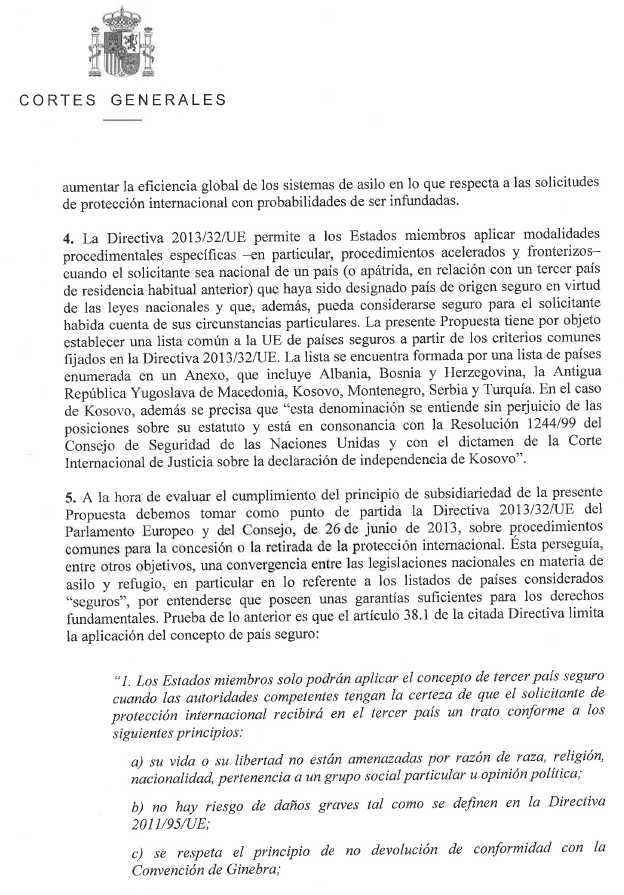 CORTES GENERALES
aumentar la eficiencia global de los sistemas de asilo en lo que respecta a las solicitudes
de protección internacional con probabilidades de ser infundadas.
4. La Directiva 2013/32/UE permite a los Estados miembros aplicar modalidades
procedimentales específicas –en particular, procedimientos acelerados y fronterizos–
cuando el solicitante sea nacional de un país (o apátrida, en relación con un tercer país
de residencia habitual anterior) que haya sido designado país de origen seguro en virtud
de las leyes nacionales y que, además, pueda considerarse seguro para el solicitante
habida cuenta de sus circunstancias particulares. La presente Propuesta tiene por objeto
establecer una lista común a la UE de países seguros a partir de los criterios comunes
fijados en la Directiva 2013/32/UE. La lista se encuentra formada por una lista de países
enumerada en un Anexo, que incluye Albania, Bosnia y Herzegovina, la Antigua
República Yugoslava de Macedonia, Kosovo, Montenegro, Serbia y Turquía. En el caso
de Kosovo, además se precisa que “esta denominación se entiende sin perjuicio de las
posiciones sobre su estatuto y está en consonancia con la Resolución 1244/99 del
Consejo de Seguridad de las Naciones Unidas y con el dictamen de la Corte
Internacional de Justicia sobre la declaración de independencia de Kosovo”.
5. A la hora de evaluar el cumplimiento del principio de subsidiariedad de la presente
Propuesta debemos tomar como punto de partida la Directiva 2013/32/UE del
Parlamento Europeo y del Consejo, de 26 de junio de 2013, sobre procedimientos
comunes para la concesión o la retirada de la protección internacional. Ésta perseguía,
entre otros objetivos, una convergencia entre las legislaciones nacionales en materia de
asilo y refugio, en particular en lo referente a los listados de países considerados
“seguros”, por entenderse que poseen unas garantías suficientes para los derechos
fundamentales. Prueba de lo anterior es que el artículo 38.1 de la citada Directiva limita
la aplicación del concepto de país seguro:
“1. Los Estados miembros solo podrán aplicar el concepto de tercer país seguro
cuando las autoridades competentes tengan la certeza de que el solicitante de
protección internacional recibirá en el tercer país un trato conforme a los
siguientes principios:
a) su vida o su libertad no están amenazadas por razón de raza, religión,
nacionalidad, pertenencia a un grupo social particular u opinión política;
b) no hay riesgo de daños graves tal como se definen en la Directiva
2011/95/UE;
c) se respeta el principio de no devolución de conformidad con la
Convención de Ginebra;